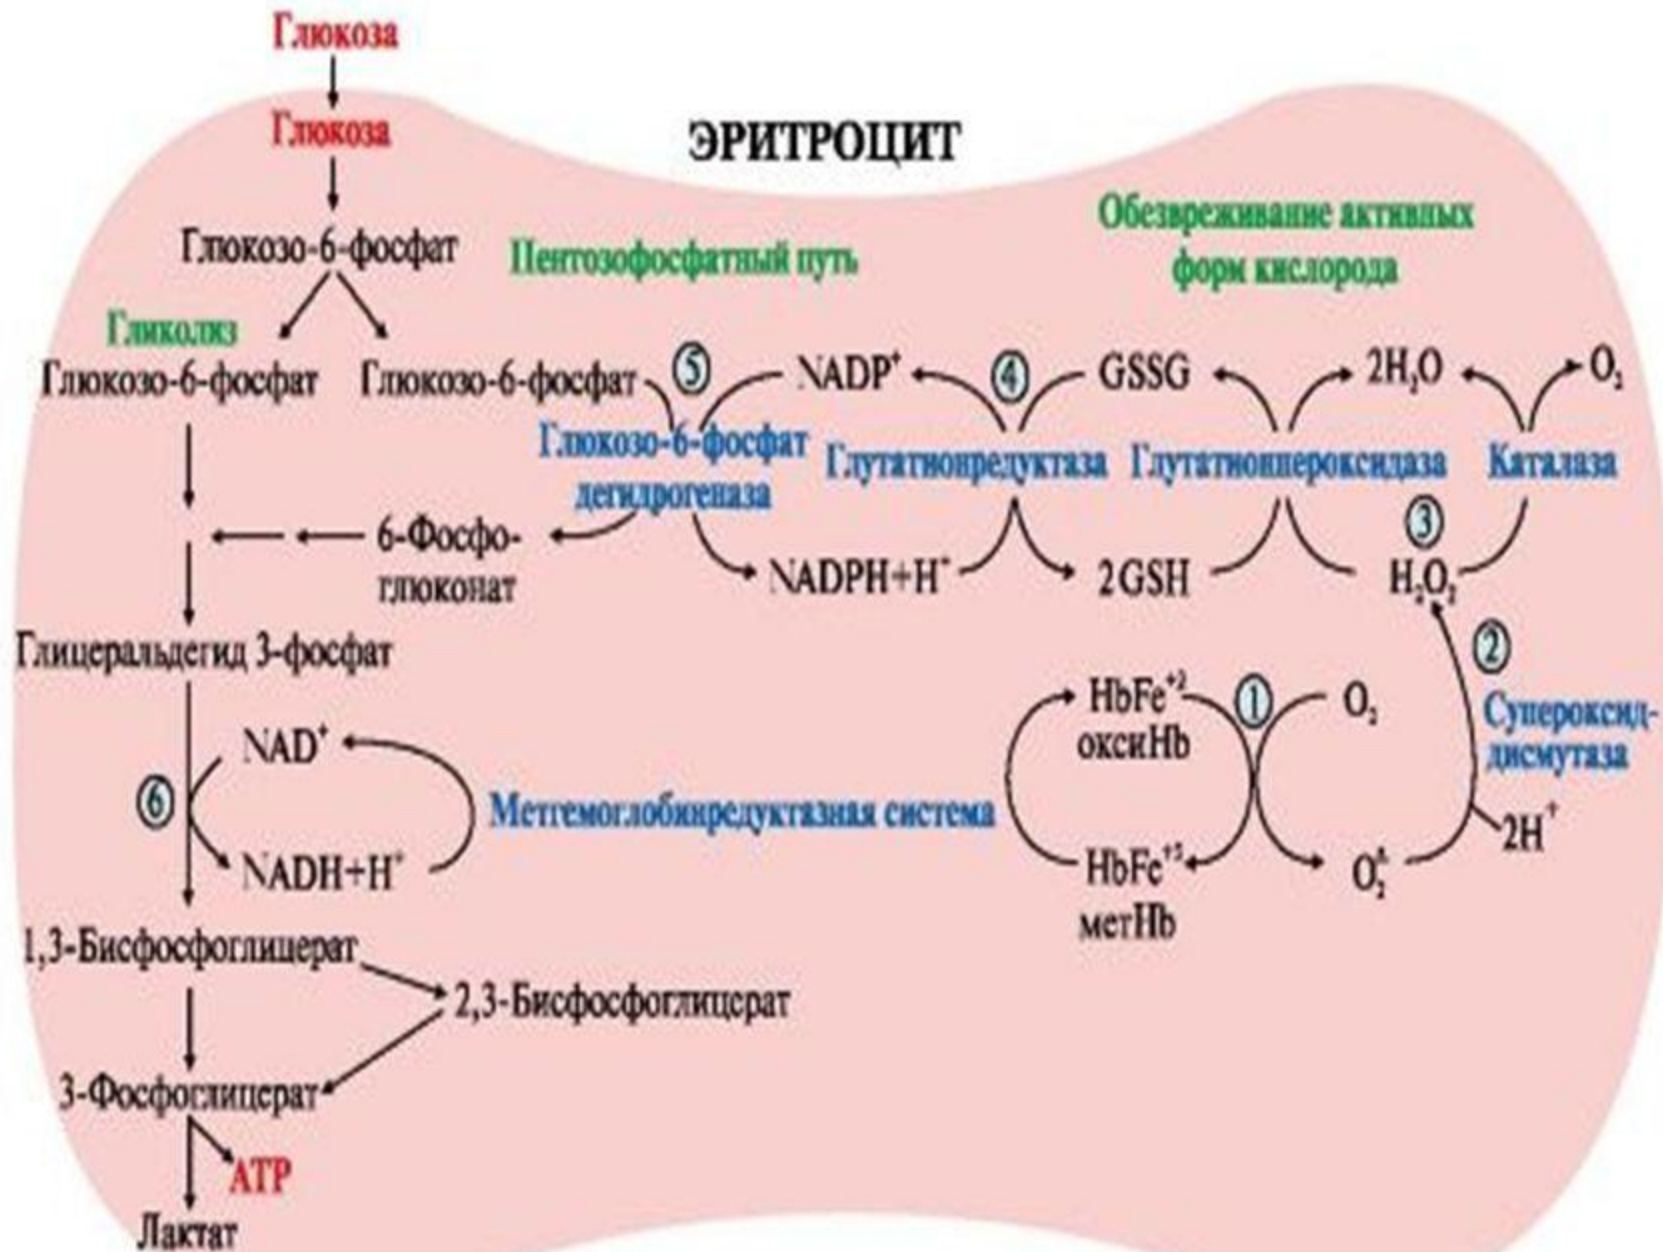 Глюкоза
Глюкоза
ЭРИТРОЦИТ
Глюкозо-6-фосфат
Пентозофосфатный путь
Обезвреживание активных
форм кислорода
Гликолиз
Глюкозо-6-фосфат
Глюкозо-6-фосфат
5
NADP⁺
4
GSSG
2H₂O
O₂
Глюкозо-6-фосфат
дегидрогеназа
Глутатионредуктаза
Глутатионпероксидаза
Каталаза
6-Фосфо-
глюконат
NADPH+H⁺
2GSH
3
H₂O₂
Глицеральдегид 3-фосфат
2
Супероксид-
дисмутаза
2H⁺
HbFe⁺²
оксиHb
1
O₂
NAD⁺
6
Метгемоглобинредуктазная система
NADH+H⁺
HbFe⁺³
метHb
O₂
1,3-Бисфосфоглицерат
2,3-Бисфосфоглицерат
3-Фосфоглицерат
ATP
Лактат